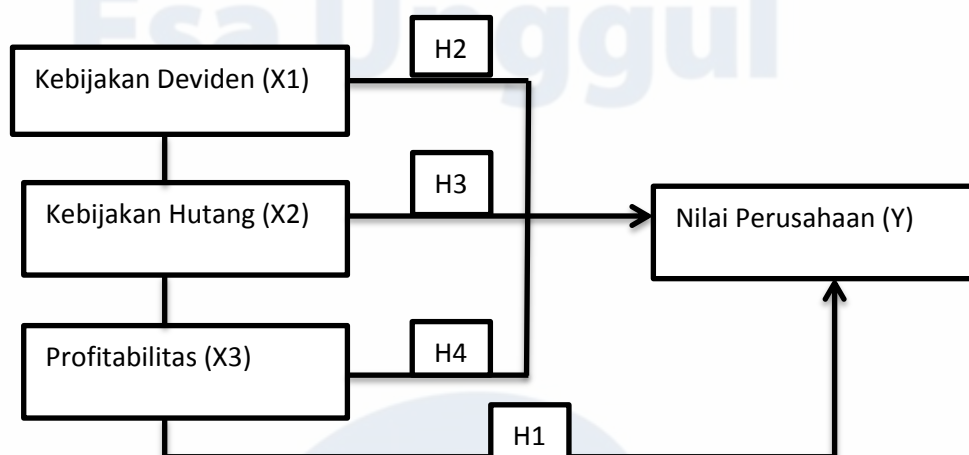 Esa Unggul
H2
Kebijakan Deviden (X1)
H3
Kebijakan Hutang (X2)
Nilai Perusahaan (Y)
H4
Profitabilitas (X3)
H1